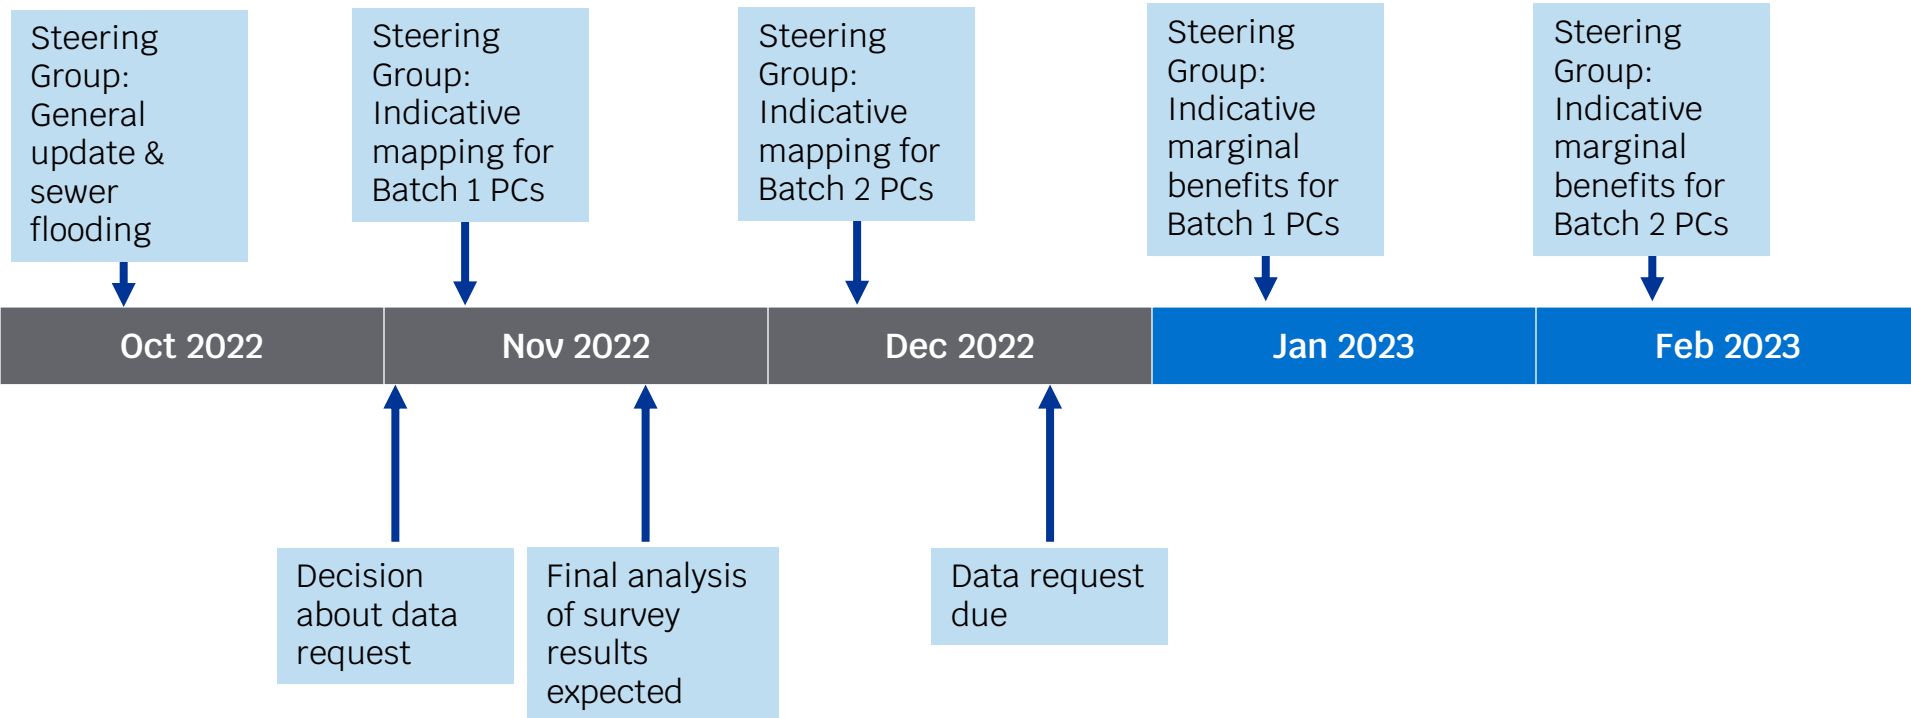 Steering
Group:
General
update &
sewer
flooding
Steering
Group:
Indicative
mapping for
Batch 1 PCs
Steering
Group:
Indicative
mapping for
Batch 2 PCs
Steering
Group:
Indicative
marginal
benefits for
Batch 1 PCs
Steering
Group:
Indicative
marginal
benefits for
Batch 2 PCs
Oct 2022
Nov 2022
Dec 2022
Jan 2023
Feb 2023
Decision
about data
request
Final analysis
of survey
results
expected
Data request
due